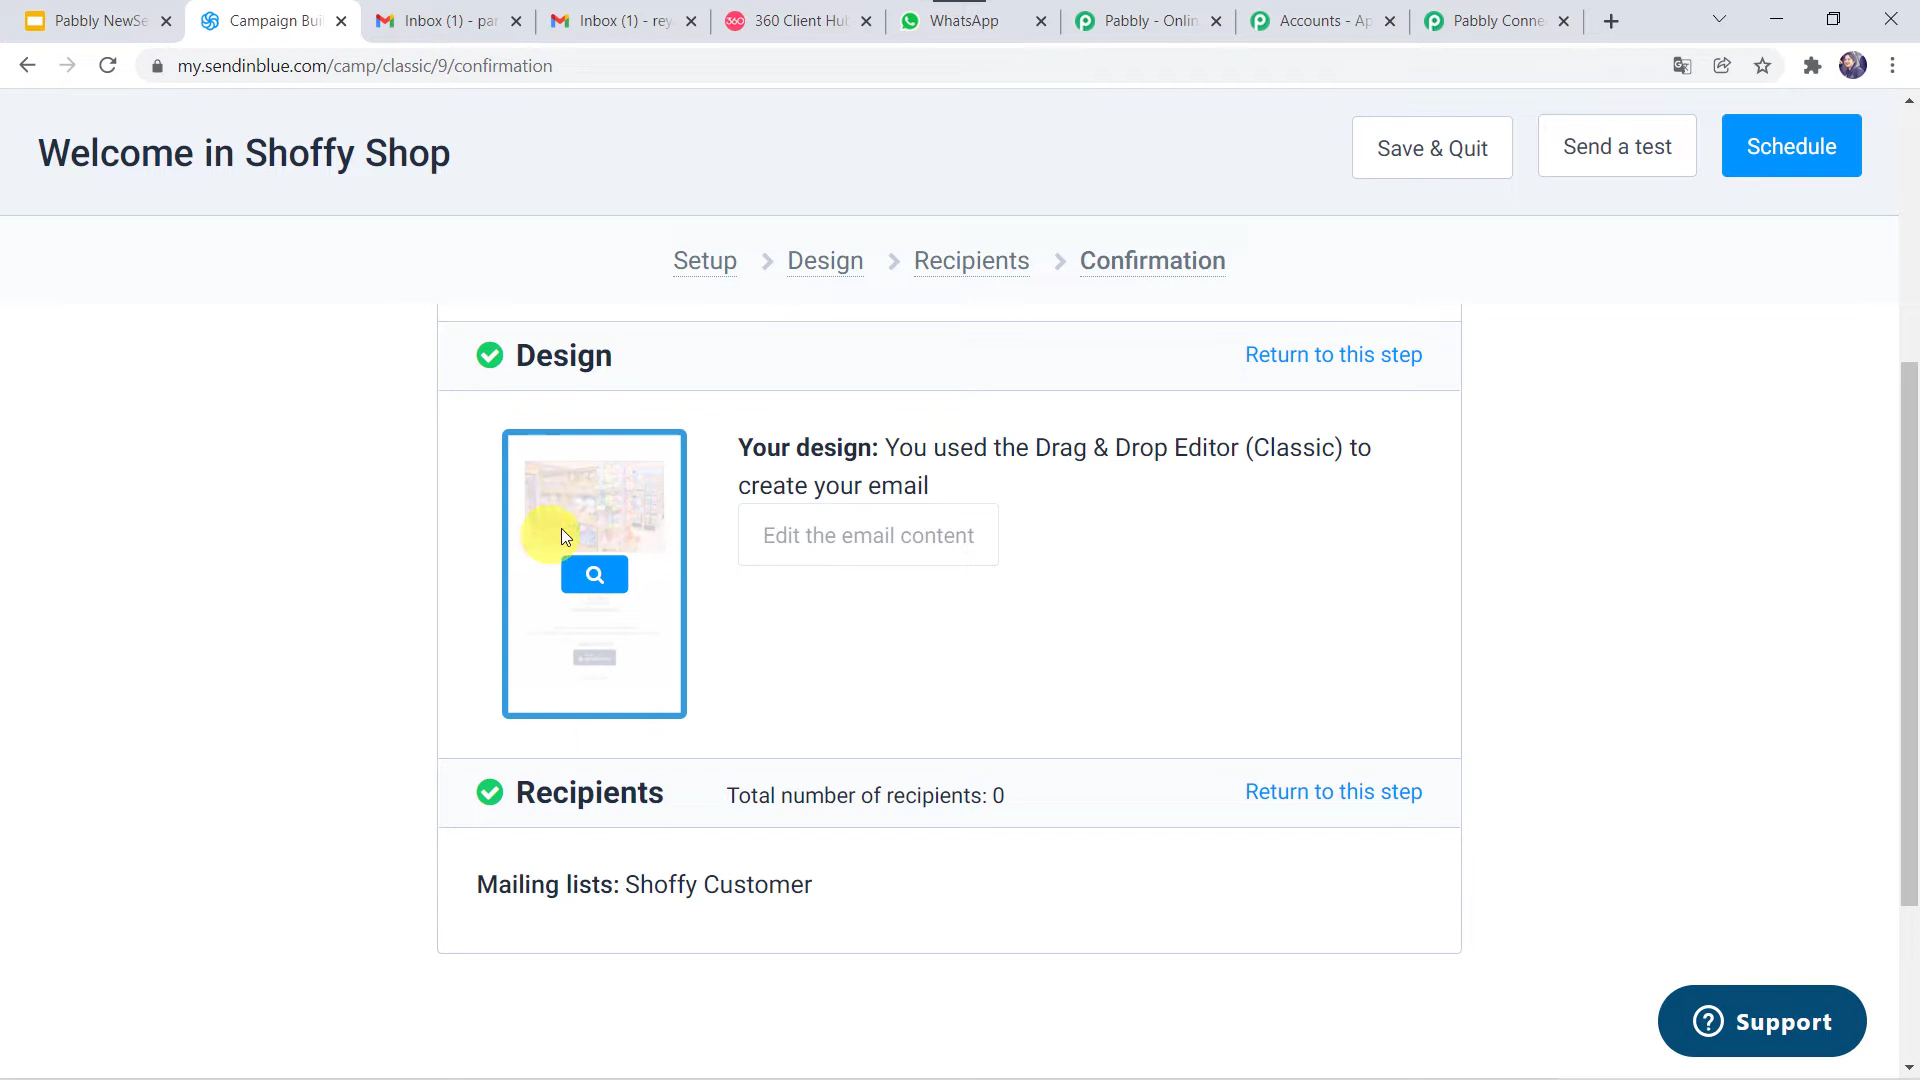 Pabbly NewSe
Campaign Bui
Inbox (1) - par
Inbox (1) - rey
360 Client Hub
WhatsApp
Pabbly - Onlin
Accounts - Ap
Pabbly Conne
my.sendinblue.com/camp/classic/9/confirmation
Welcome in Shoffy Shop
Save & Quit
Send a test
Schedule
Setup > Design > Recipients > Confirmation
Design
Return to this step
Your design: You used the Drag & Drop Editor (Classic) to
create your email
Edit the email content
Recipients
Total number of recipients: 0
Return to this step
Mailing lists: Shoffy Customer
Support